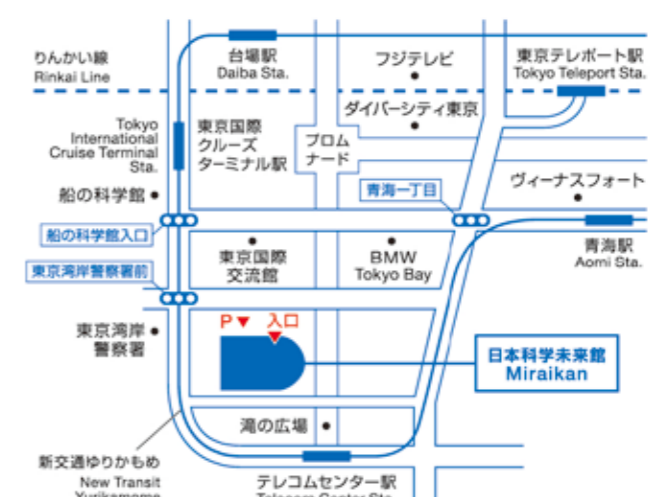 りんかい線
Rinkai Line
台場駅
Daiba Sta.
フジテレビ
東京テレポート駅
Tokyo Teleport Sta.
ダイバーシティ東京
Tokyo
International
Cruise Terminal
Sta.
東京国際
クルーズ
ターミナル駅
プロム
ナード
船の科学館
青海一丁目
ヴィーナスフォート
船の科学館入口
東京国際
交流館
BMW
Tokyo Bay
青海駅
Aomi Sta.
東京湾岸警察署前
P
入口
東京湾岸
警察署
日本科学未来館
Miraikan
滝の広場
新交通ゆりかもめ
New Transit
Yurikamome
テレコムセンター駅
Telecom Center Sta.